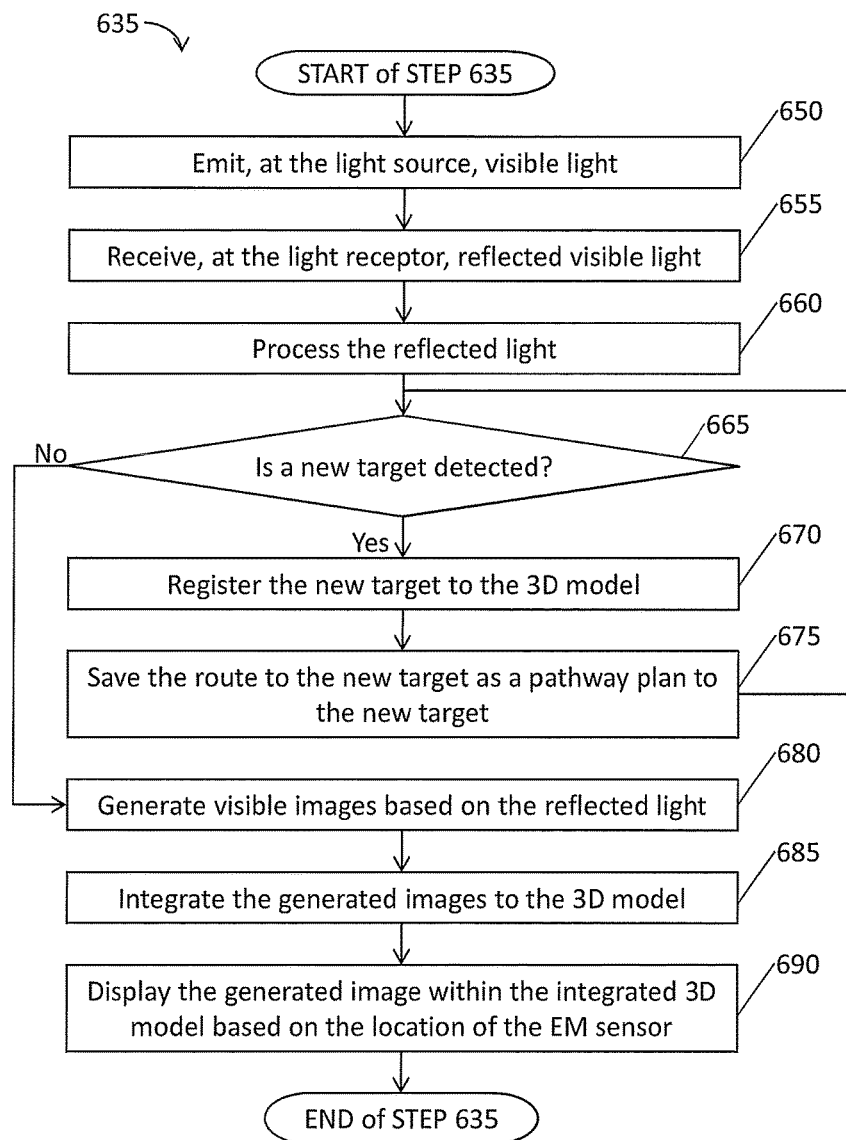 635
START of STEP 635
650
Emit, at the light source, visible light
655
Receive, at the light receptor, reflected visible light
660
Process the reflected light
665
No
Is a new target detected?
Yes
670
Register the new target to the 3D model
675
Save the route to the new target as a pathway plan to
the new target
680
Generate visible images based on the reflected light
685
Integrate the generated images to the 3D model
690
Display the generated image within the integrated 3D
model based on the location of the EM sensor
END of STEP 635